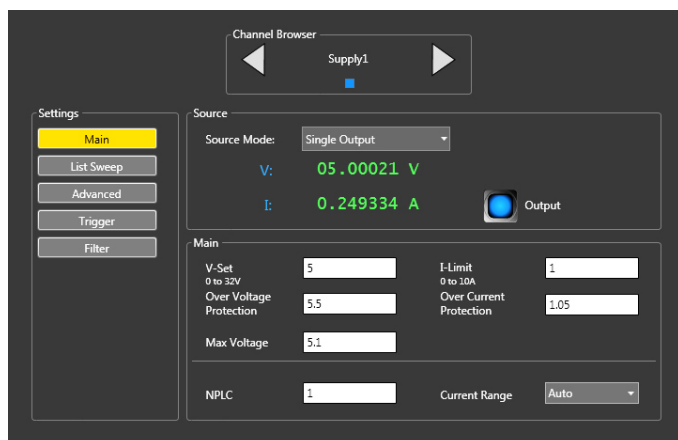 Channel Browser
Supply1
Settings
Main
List Sweep
Advanced
Trigger
Filter
Source
Source Mode: Single Output
V: 05.00021 V
I: 0.249334 A
Output
Main
V-Set 5 I-Limit 1
0 to 32V 0 to 10A
Over Voltage Protection 5.5 Over Current Protection 1.05
Max Voltage 5.1
NPLC 1 Current Range Auto